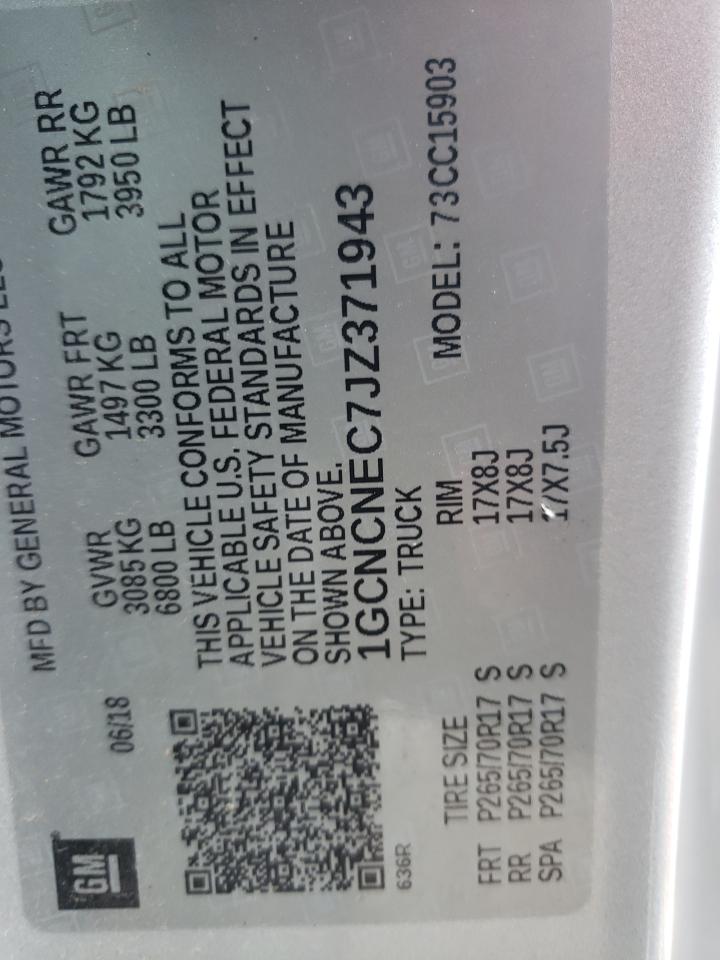 GM
MFD BY GENERAL MOTORS LLC
06/18
GVWR GAWR FRT GAWR RR
3085 KG 1497 KG 1792 KG
6800 LB 3300 LB 3950 LB
THIS VEHICLE CONFORMS TO ALL
APPLICABLE U.S. FEDERAL MOTOR
VEHICLE SAFETY STANDARDS IN EFFECT
ON THE DATE OF MANUFACTURE
SHOWN ABOVE.
1GCNCNEC7JZ371943
636R
TYPE: TRUCK MODEL: 73CC15903
TIRE SIZE RIM
FRT P265/70R17 S 17X8J
RR P265/70R17 S 17X8J
SPA P265/70R17 S 17X7.5J